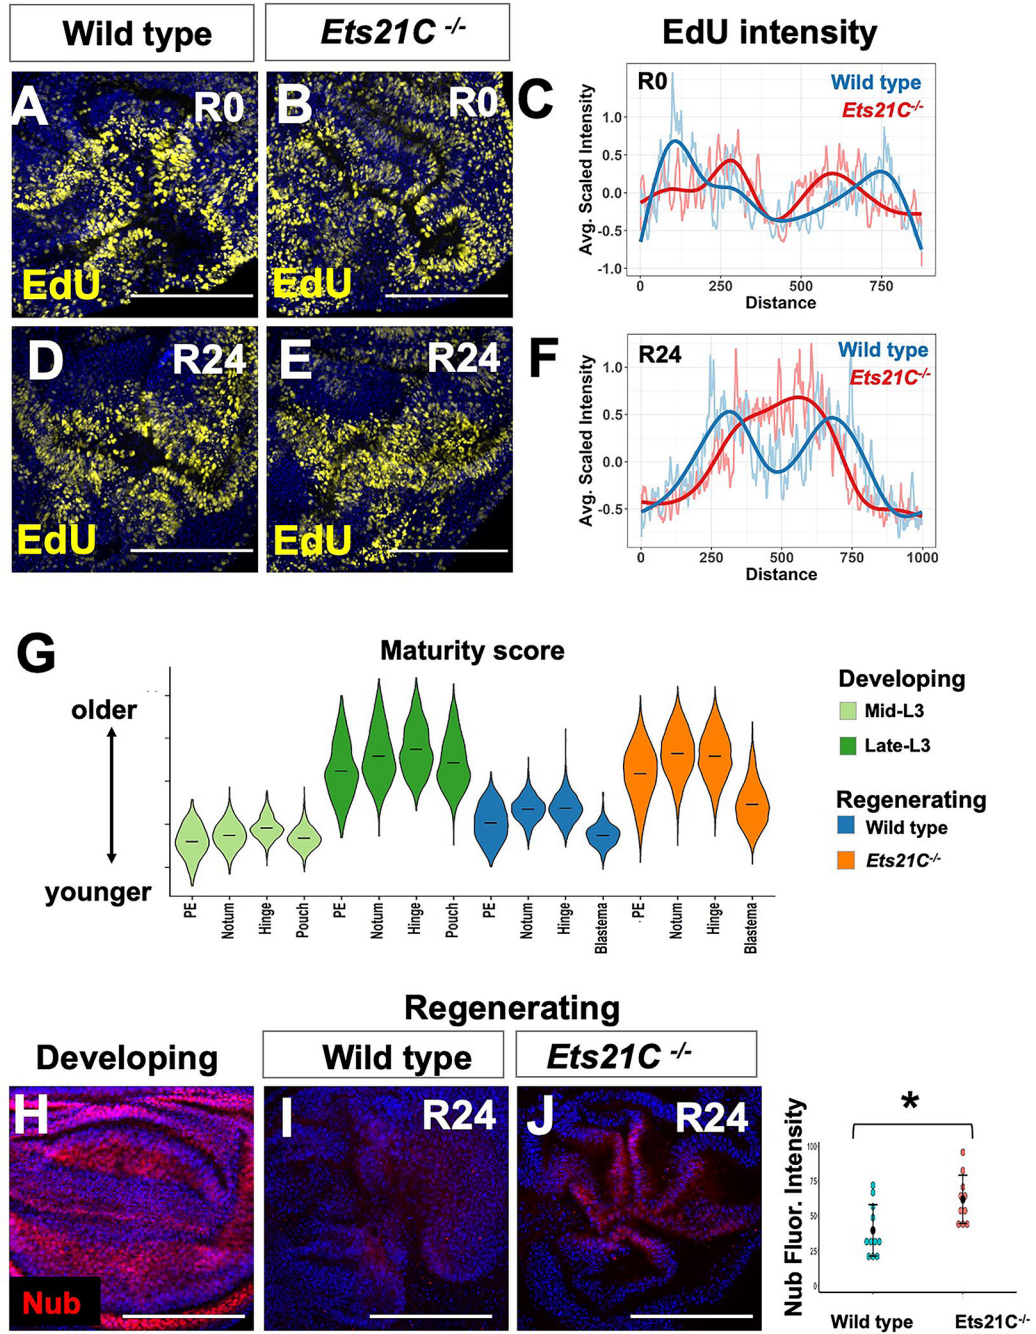 Wild type
Ets21C -/-
EdU intensity
A
R0
EdU
B
R0
EdU
C
R0
Wild type
Ets21C-/-
Avg. Scaled Intensity
1.0
0.5
0.0
-0.5
-1.0
0
250
500
750
Distance
D
R24
EdU
E
R24
EdU
F
R24
Wild type
Ets21C-/-
Avg. Scaled Intensity
1.0
0.5
0.0
-0.5
0
250
500
750
1000
Distance
G
Maturity score
older
younger
PE
Notum
Hinge
Pouch
PE
Notum
Hinge
Pouch
PE
Notum
Hinge
Blastema
PE
Notum
Hinge
Blastema
Developing
Mid-L3
Late-L3
Regenerating
Wild type
Ets21C-/-
Regenerating
Developing
Wild type
Ets21C -/-
H
Nub
I
R24
J
R24
*
Nub Fluor. Intensity
100
75
50
25
0
Wild type
Ets21C-/-